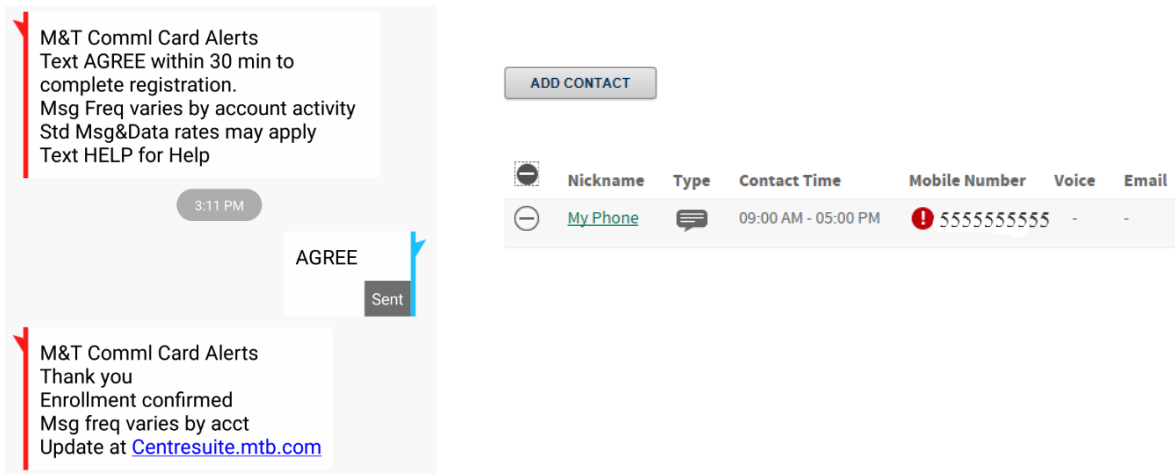 M&T Comml Card Alerts
Text AGREE within 30 min to
complete registration.
Msg Freq varies by account activity
Std Msg&Data rates may apply
Text HELP for Help
3:11 PM
AGREE
Sent
M&T Comml Card Alerts
Thank you
Enrollment confirmed
Msg freq varies by acct
Update at Centresuite.mtb.com
ADD CONTACT
Nickname Type Contact Time Mobile Number Voice Email
My Phone 09:00 AM - 05:00 PM 5555555555 - -